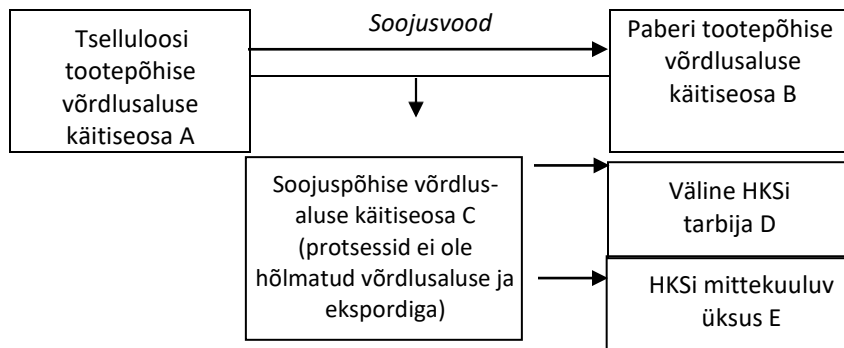 Tselluloosi
tootepõhise
võrdlusaluse
käitiseosa A
Soojusvood
Paberi tootepõhise
võrdlusaluse
käitiseosa B
Soojuspõhise võrdlus-
aluse käitiseosa C
(protsessid ei ole
hõlmatud võrdlusaluse ja
ekspordiga)
Väline HKSi
tarbija D
HKSi mittekuuluv
üksus E